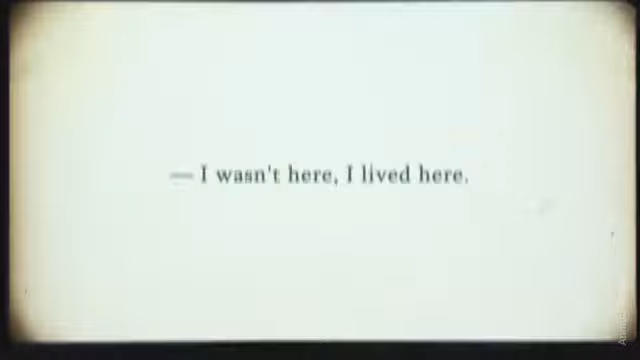 — I wasn't here, I lived here.